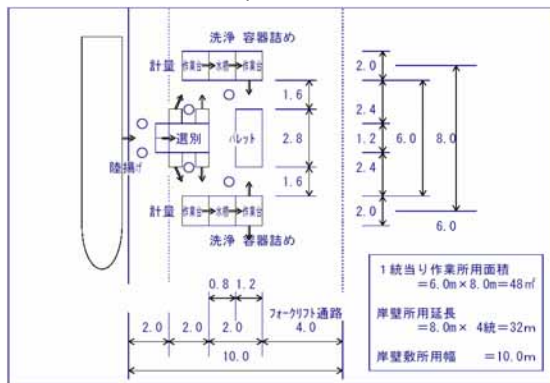 洗浄 容器詰め
計量
作業台
水槽
作業台
2.0
1.6
2.4
選別
パレット
2.8
1.2
6.0
8.0
陸揚げ
2.4
1.6
計量
作業台
水槽
作業台
2.0
6.0
洗浄 容器詰め
0.8
1.2
フォークリフト通路
2.0
2.0
2.0
4.0
10.0
1統当り作業所用面積
=6.0m×8.0m=48㎡
岸壁所用延長
=8.0m× 4統=32m
岸壁敷所用幅 =10.0m